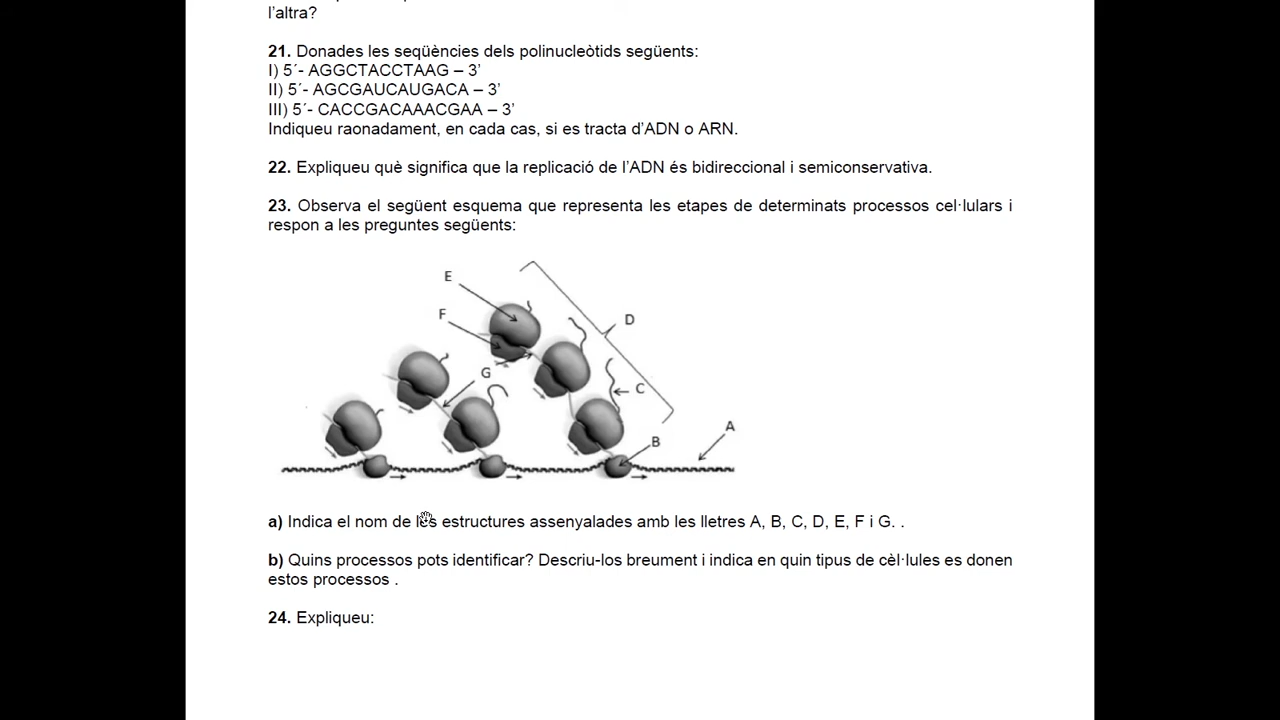 l’altra?
21. Donades les seqüències dels polinucleòtids següents:
I) 5´- AGGCTACCTAAG – 3’
II) 5´- AGCGAUCAUGACA – 3’
III) 5´- CACCGACAAACGAA – 3’
Indiqueu raonadament, en cada cas, si es tracta d’ADN o ARN.
22. Expliqueu què significa que la replicació de l’ADN és bidireccional i semiconservativa.
23. Observa el següent esquema que representa les etapes de determinats processos cel·lulars i
respon a les preguntes següents:
E
F
D
G
C
A
B
a) Indica el nom de les estructures assenyalades amb les lletres A, B, C, D, E, F i G. .
b) Quins processos pots identificar? Descriu-los breument i indica en quin tipus de cèl·lules es donen
estos processos .
24. Expliqueu: